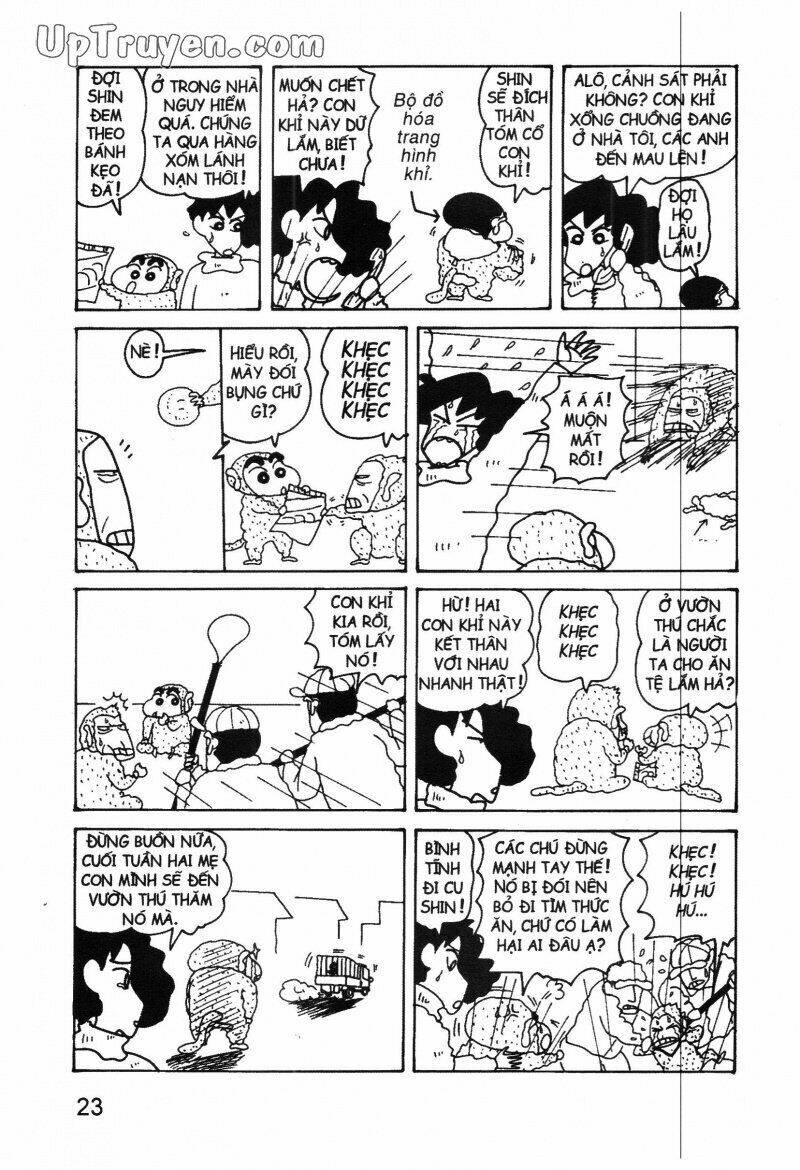 UpTruyen.com
ALÔ, CẢNH SÁT PHẢI
KHÔNG? CON KHỈ
XỔNG CHUỒNG ĐANG
Ở NHÀ TÔI, CÁC ANH
ĐẾN MAU LÊN!
ĐỢI
HỌ
LÂU
LẮM!
SHIN
SẼ ĐÍCH
THÂN
TÓM CỔ
CON
KHỈ!
Bộ đồ
hóa
trang
hình
khỉ.
MUỐN CHẾT
HẢ? CON
KHỈ NÀY DỮ
LẮM, BIẾT
CHƯA!
Ở TRONG NHÀ
NGUY HIỂM
QUÁ. CHÚNG
TA QUA HÀNG
XÓM LÁNH
NẠN THÔI!
ĐỢI
SHIN
ĐEM
THEO
BÁNH
KẸO
ĐÃ!
Á Á Á!
MUỘN
MẤT
RỒI!
KHẸC
KHẸC
KHẸC
KHẸC
HIỂU RỒI,
MÀY ĐÓI
BỤNG CHỨ
GÌ?
NÈ!
Ở VƯỜN
THÚ CHẮC
LÀ NGƯỜI
TA CHO ĂN
TỆ LẮM HẢ?
KHẸC
KHẸC
KHẸC
HỪ! HAI
CON KHỈ NÀY
KẾT THÂN
VỚI NHAU
NHANH THẬT!
CON KHỈ
KIA RỒI,
TÓM LẤY
NÓ!
KHẸC!
KHẸC!
HÚ HÚ
HÚ...
CÁC CHÚ ĐỪNG
MẠNH TAY THẾ!
NÓ BỊ ĐÓI NÊN
BỎ ĐI TÌM THỨC
ĂN, CHỨ CÓ LÀM
HẠI AI ĐÂU Ạ?
BÌNH
TĨNH
ĐI CU
SHIN!
ĐỪNG BUỒN NỮA,
CUỐI TUẦN HAI MẸ
CON MÌNH SẼ ĐẾN
VƯỜN THÚ THĂM
NÓ MÀ.
23